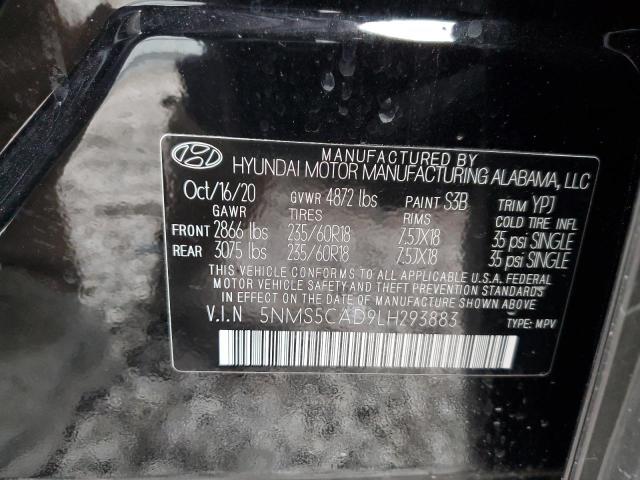 MANUFACTURED BY
HYUNDAI MOTOR MANUFACTURING ALABAMA, LLC
Oct/16/20 GVWR 4872 lbs PAINT S3B TRIM YPJ
GAWR TIRES RIMS COLD TIRE INFL
FRONT 2866 lbs 235/60R18 7.5JX18 35 psi SINGLE
REAR 3075 lbs 235/60R18 7.5JX18 35 psi SINGLE
THIS VEHICLE CONFORMS TO ALL APPLICABLE U.S.A. FEDERAL
MOTOR VEHICLE SAFETY AND THEFT PREVENTION STANDARDS
IN EFFECT ON THE DATE OF MANUFACTURE SHOWN ABOVE.
V.I.N 5NMS5CAD9LH293883
TYPE: MPV